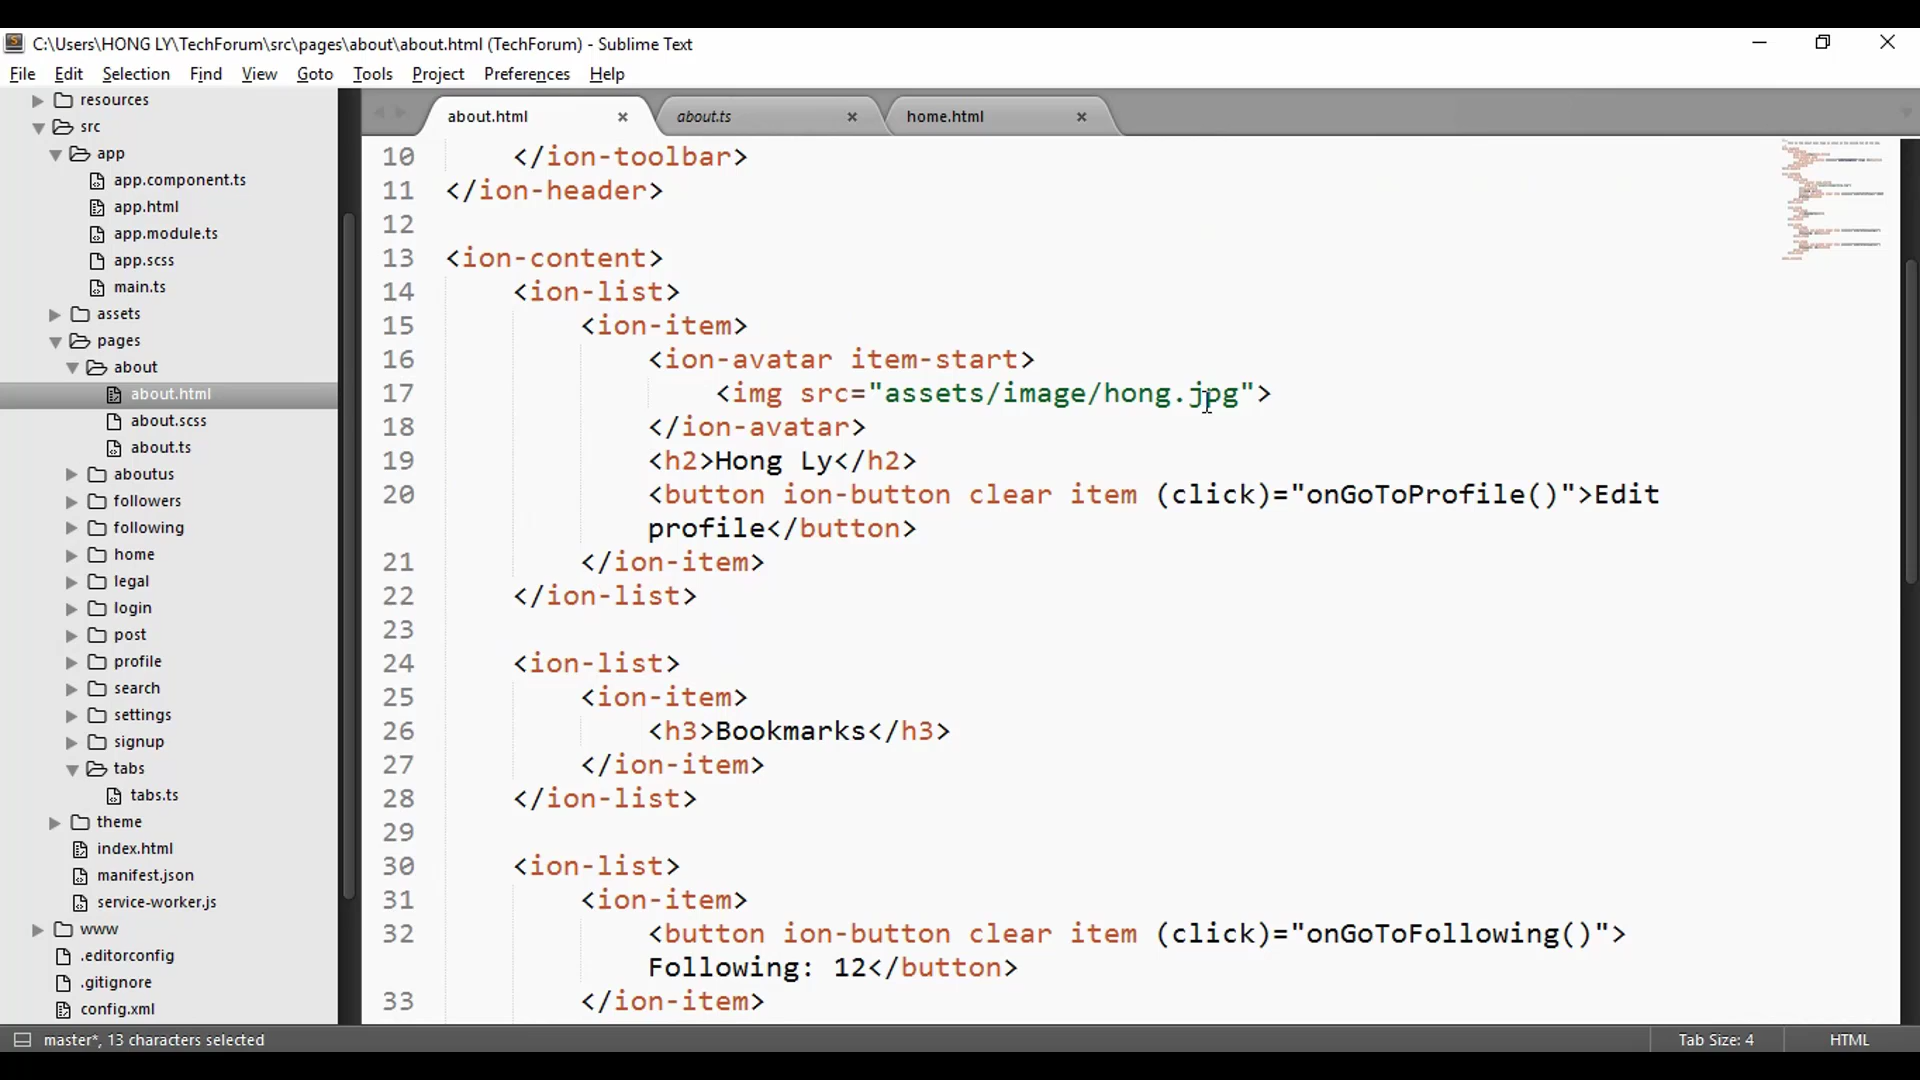 C:\Users\HONG LY\TechForum\src\pages\about\about.html (TechForum) - Sublime Text
File Edit Selection Find View Goto Tools Project Preferences Help
resources
src
app
app.component.ts
app.html
app.module.ts
app.scss
main.ts
assets
pages
about
about.html
about.scss
about.ts
aboutus
followers
following
home
legal
login
post
profile
search
settings
signup
tabs
tabs.ts
theme
index.html
manifest.json
service-worker.js
www
.editorconfig
.gitignore
config.xml
about.html × about.ts × home.html ×
10 </ion-toolbar>
11 </ion-header>
12
13 <ion-content>
14 <ion-list>
15 <ion-item>
16 <ion-avatar item-start>
17 <img src="assets/image/hong.jpg">
18 </ion-avatar>
19 <h2>Hong Ly</h2>
20 <button ion-button clear item (click)="onGoToProfile()">Edit
profile</button>
21 </ion-item>
22 </ion-list>
23
24 <ion-list>
25 <ion-item>
26 <h3>Bookmarks</h3>
27 </ion-item>
28 </ion-list>
29
30 <ion-list>
31 <ion-item>
32 <button ion-button clear item (click)="onGoToFollowing()">
Following: 12</button>
33 </ion-item>
master*, 13 characters selected
Tab Size: 4 HTML